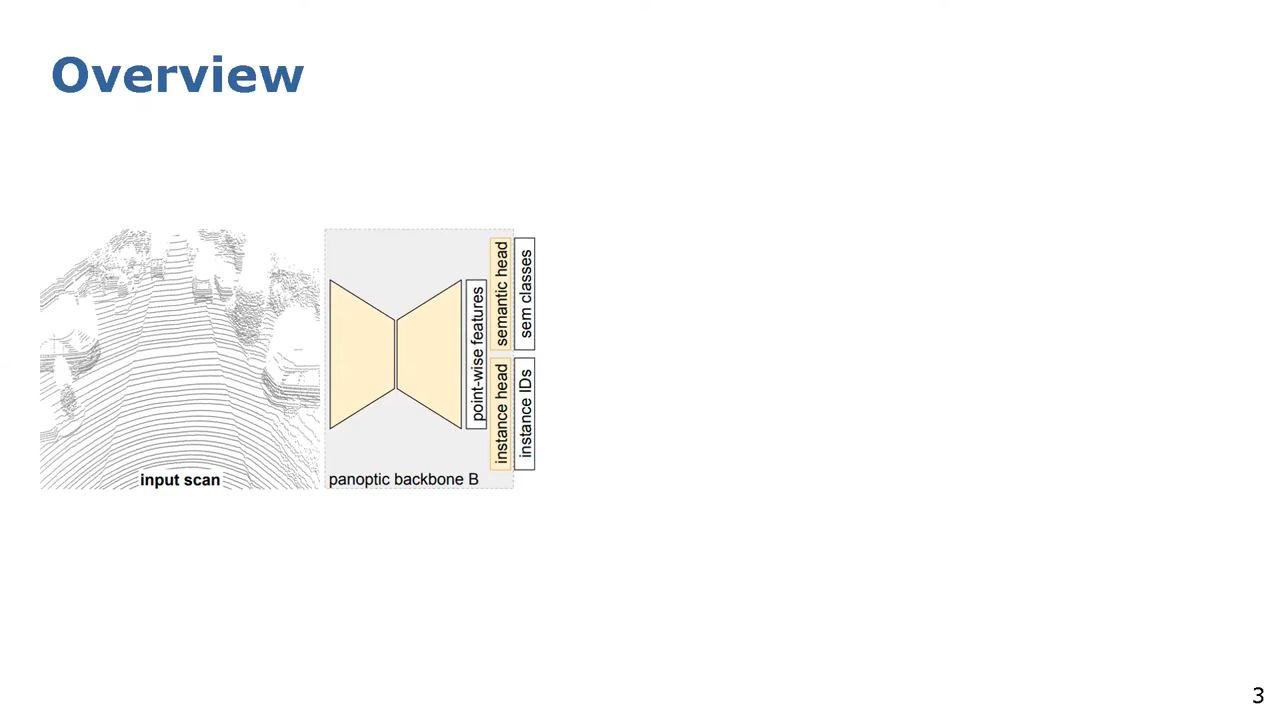 Overview
input scan
panoptic backbone B
point-wise features
semantic head
sem classes
instance head
instance IDs
3